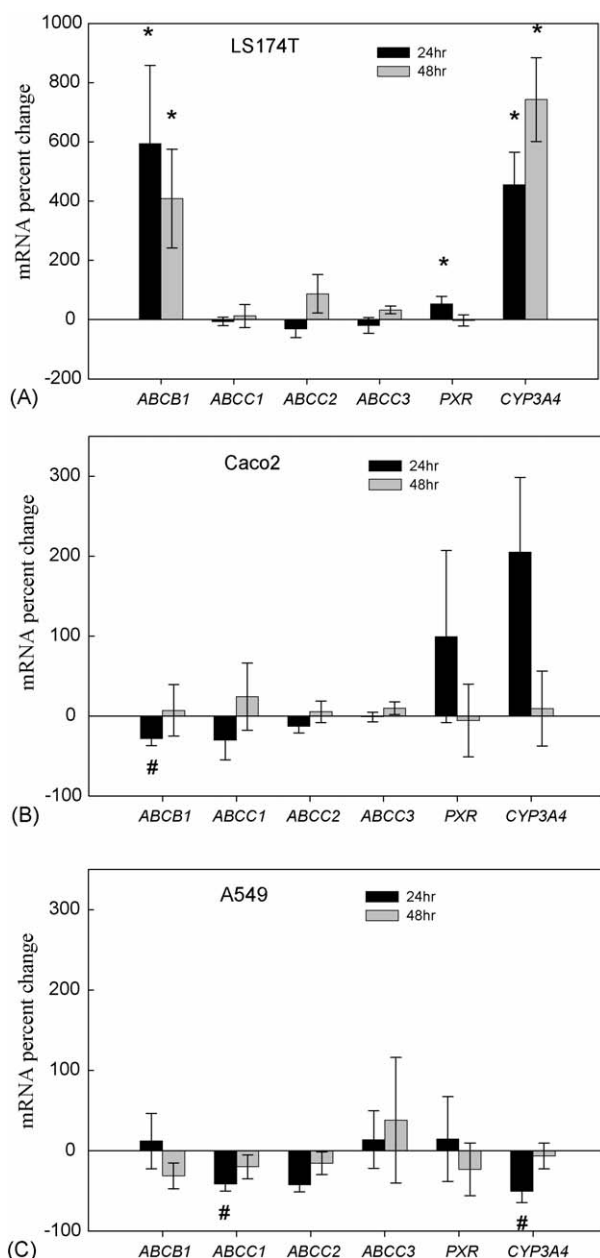 1000
800
600
400
200
0
-200
mRNA percent change
LS174T
24hr
48hr
*
*
*
*
*
(A)
ABCB1 ABCC1 ABCC2 ABCC3 PXR CYP3A4
300
200
100
0
-100
mRNA percent change
Caco2
24hr
48hr
#
(B)
ABCB1 ABCC1 ABCC2 ABCC3 PXR CYP3A4
300
200
100
0
-100
mRNA percent change
A549
24hr
48hr
#
#
(C)
ABCB1 ABCC1 ABCC2 ABCC3 PXR CYP3A4